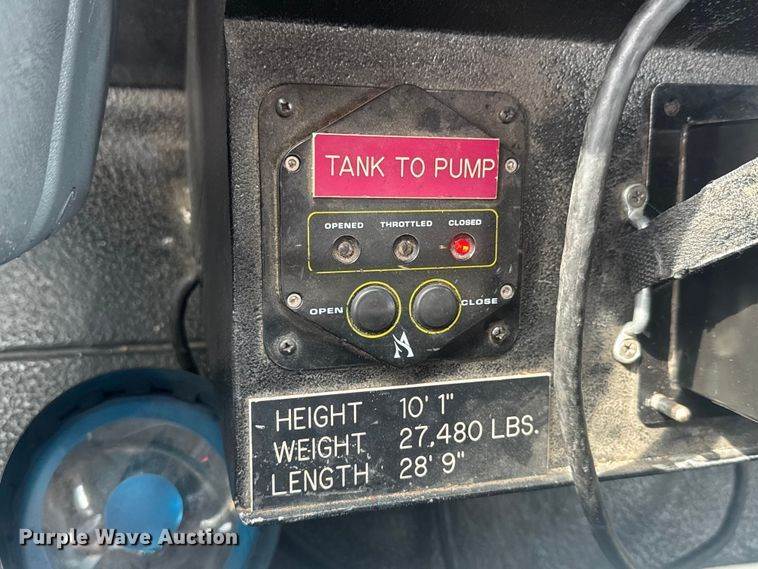 TANK TO PUMP
OPENED THROTTLED CLOSED
OPEN CLOSE
HEIGHT 10' 1"
WEIGHT 27,480 LBS.
LENGTH 28' 9"
Purple Wave Auction